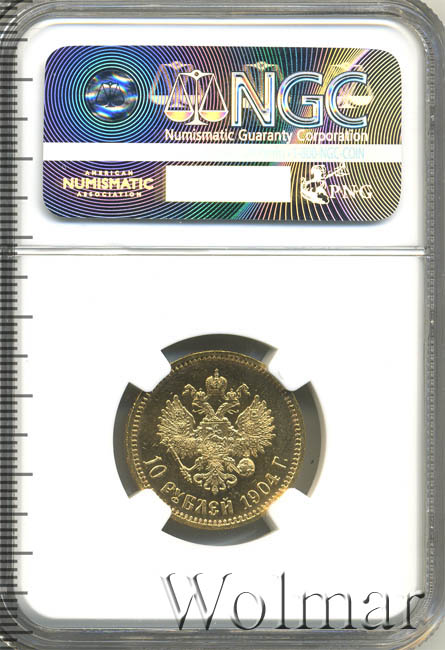 NGC
Numismatic Guaranty Corporation
AMERICAN
NUMISMATIC
ASSOCIATION
PNG
10 РУБЛЕЙ 1904 Г.
Wolmar